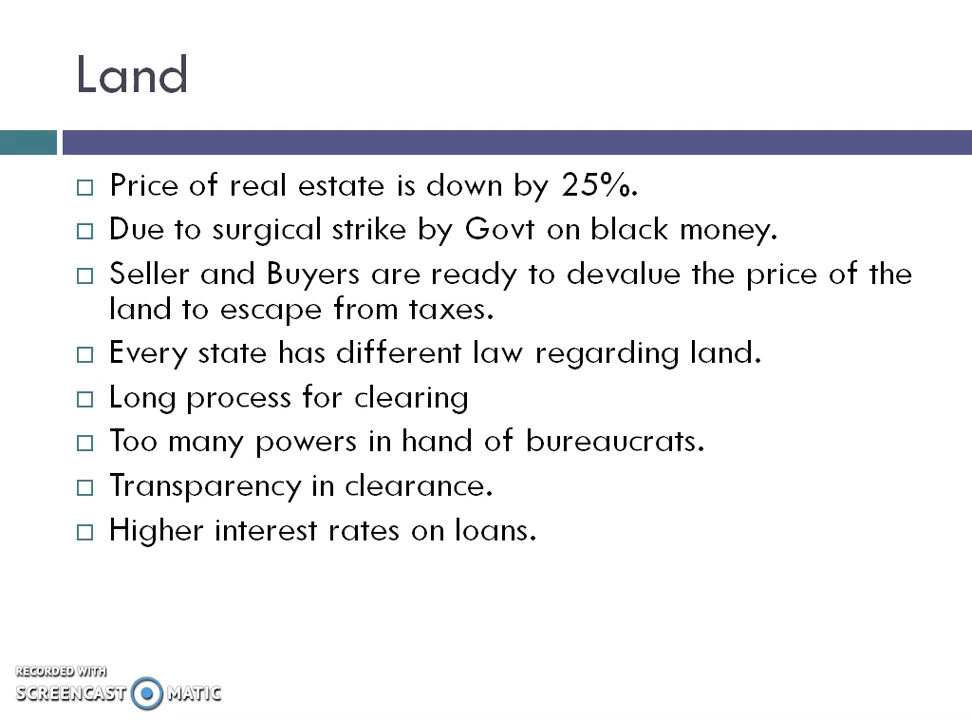 Land
Price of real estate is down by 25%.
Due to surgical strike by Govt on black money.
Seller and Buyers are ready to devalue the price of the
land to escape from taxes.
Every state has different law regarding land.
Long process for clearing
Too many powers in hand of bureaucrats.
Transparency in clearance.
Higher interest rates on loans.
RECORDED WITH
SCREENCAST MATIC